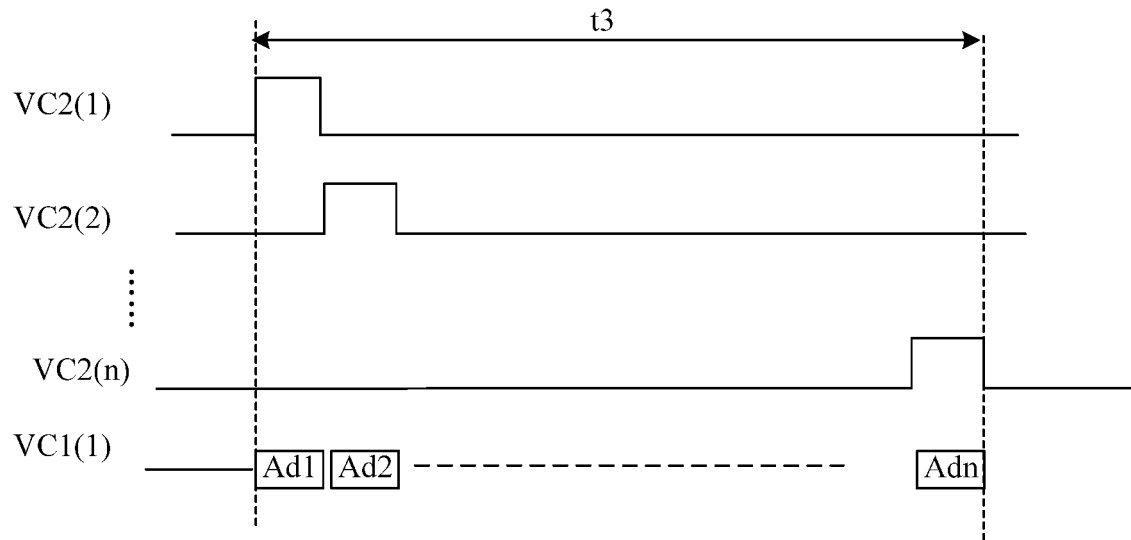 t3
VC2(1)
VC2(2)
VC2(n)
VC1(1)
Ad1 Ad2 Adn